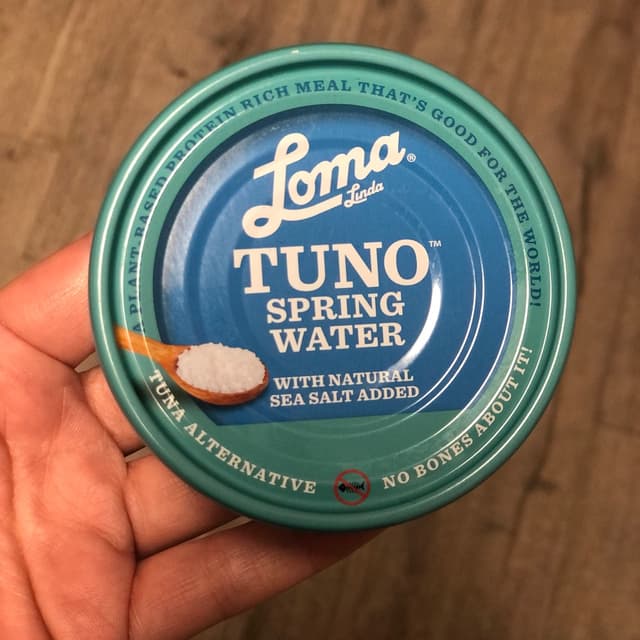 A PLANT-BASED PROTEIN RICH MEAL THAT'S GOOD FOR THE WORLD!
Loma®
Linda
TUNO™
SPRING
WATER
WITH NATURAL
SEA SALT ADDED
TUNA ALTERNATIVE
NO BONES ABOUT IT!